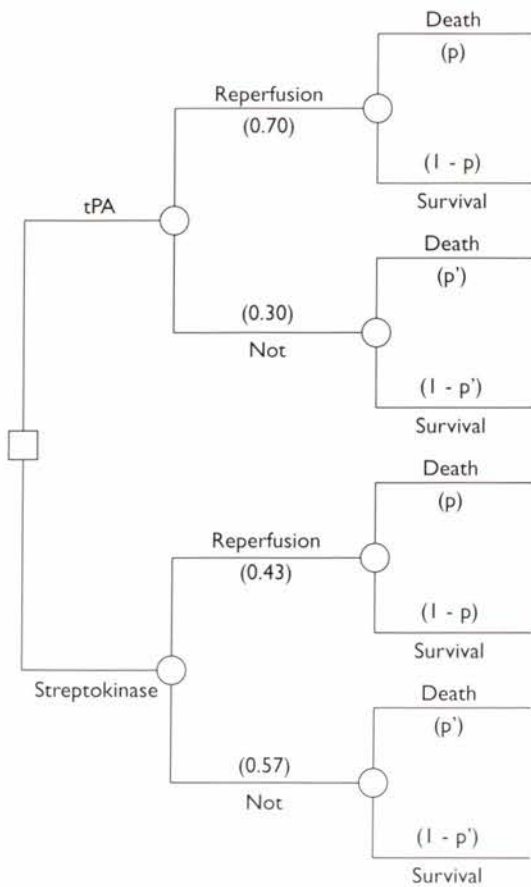 Death
(p)
Reperfusion
(0.70)
(1 - p)
Survival
tPA
Death
(p')
(0.30)
Not
(1 - p')
Survival
Death
(p)
Reperfusion
(0.43)
(1 - p)
Survival
Streptokinase
Death
(p')
(0.57)
Not
(1 - p')
Survival